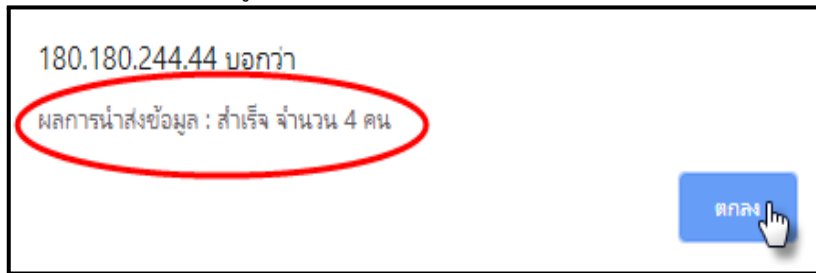 180.180.244.44 บอกว่า
ผลการนำส่งข้อมูล : สำเร็จ จำนวน 4 คน
ตกลง